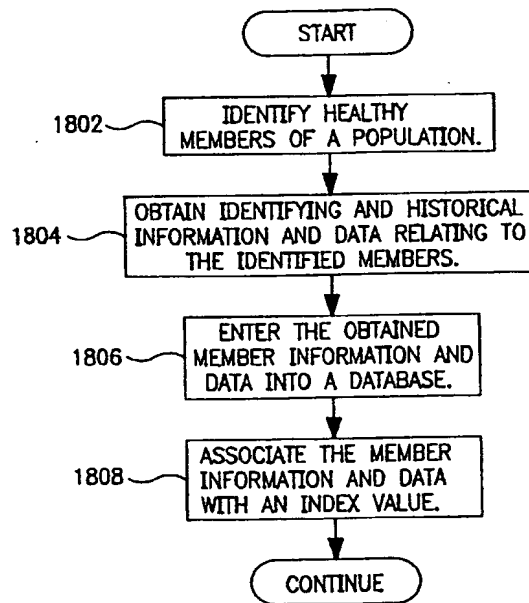 START
1802
IDENTIFY HEALTHY
MEMBERS OF A POPULATION.
1804
OBTAIN IDENTIFYING AND HISTORICAL
INFORMATION AND DATA RELATING TO
THE IDENTIFIED MEMBERS.
1806
ENTER THE OBTAINED
MEMBER INFORMATION AND
DATA INTO A DATABASE.
1808
ASSOCIATE THE MEMBER
INFORMATION AND DATA
WITH AN INDEX VALUE.
CONTINUE